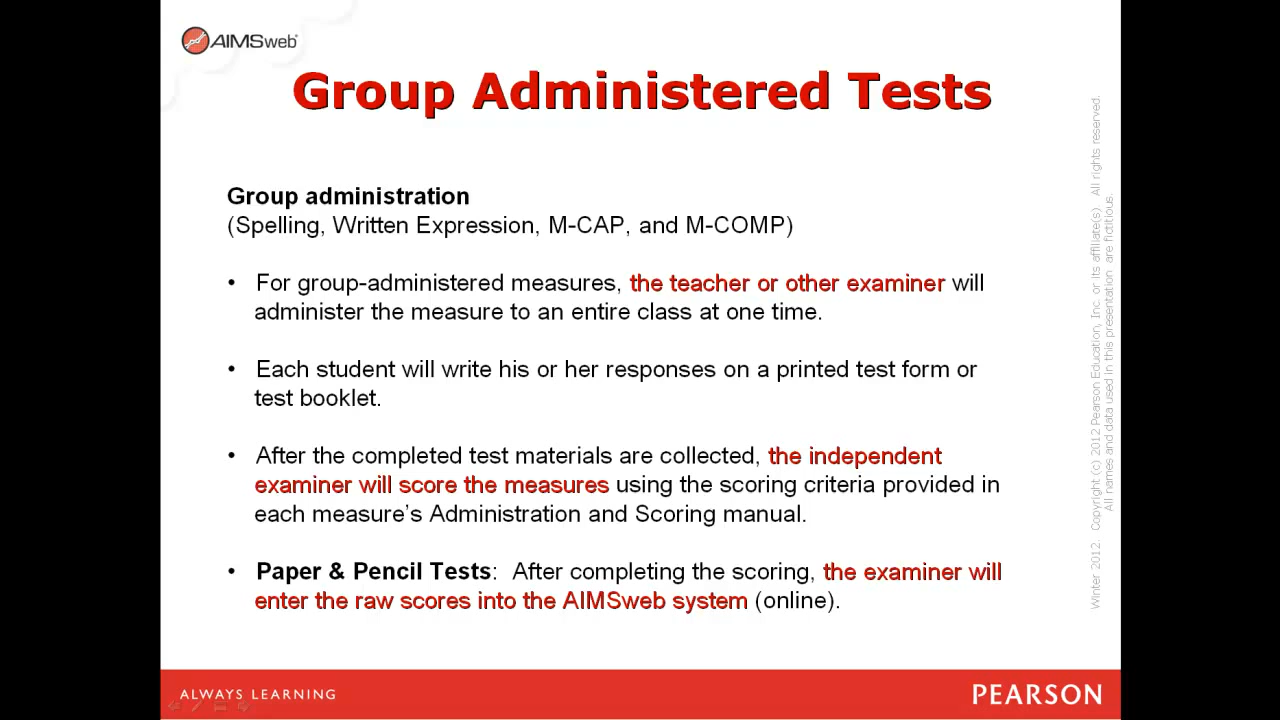 AIMSweb
Group Administered Tests
Group administration
(Spelling, Written Expression, M-CAP, and M-COMP)
• For group-administered measures, the teacher or other examiner will
administer the measure to an entire class at one time.
• Each student will write his or her responses on a printed test form or
test booklet.
• After the completed test materials are collected, the independent
examiner will score the measures using the scoring criteria provided in
each measure's Administration and Scoring manual.
• Paper & Pencil Tests: After completing the scoring, the examiner will
enter the raw scores into the AIMSweb system (online).
Winter 2012. Copyright (c) 2012 Pearson Education, Inc. or its affiliate(s). All rights reserved.
All names and data used in this presentation are fictitious.
ALWAYS LEARNING
PEARSON